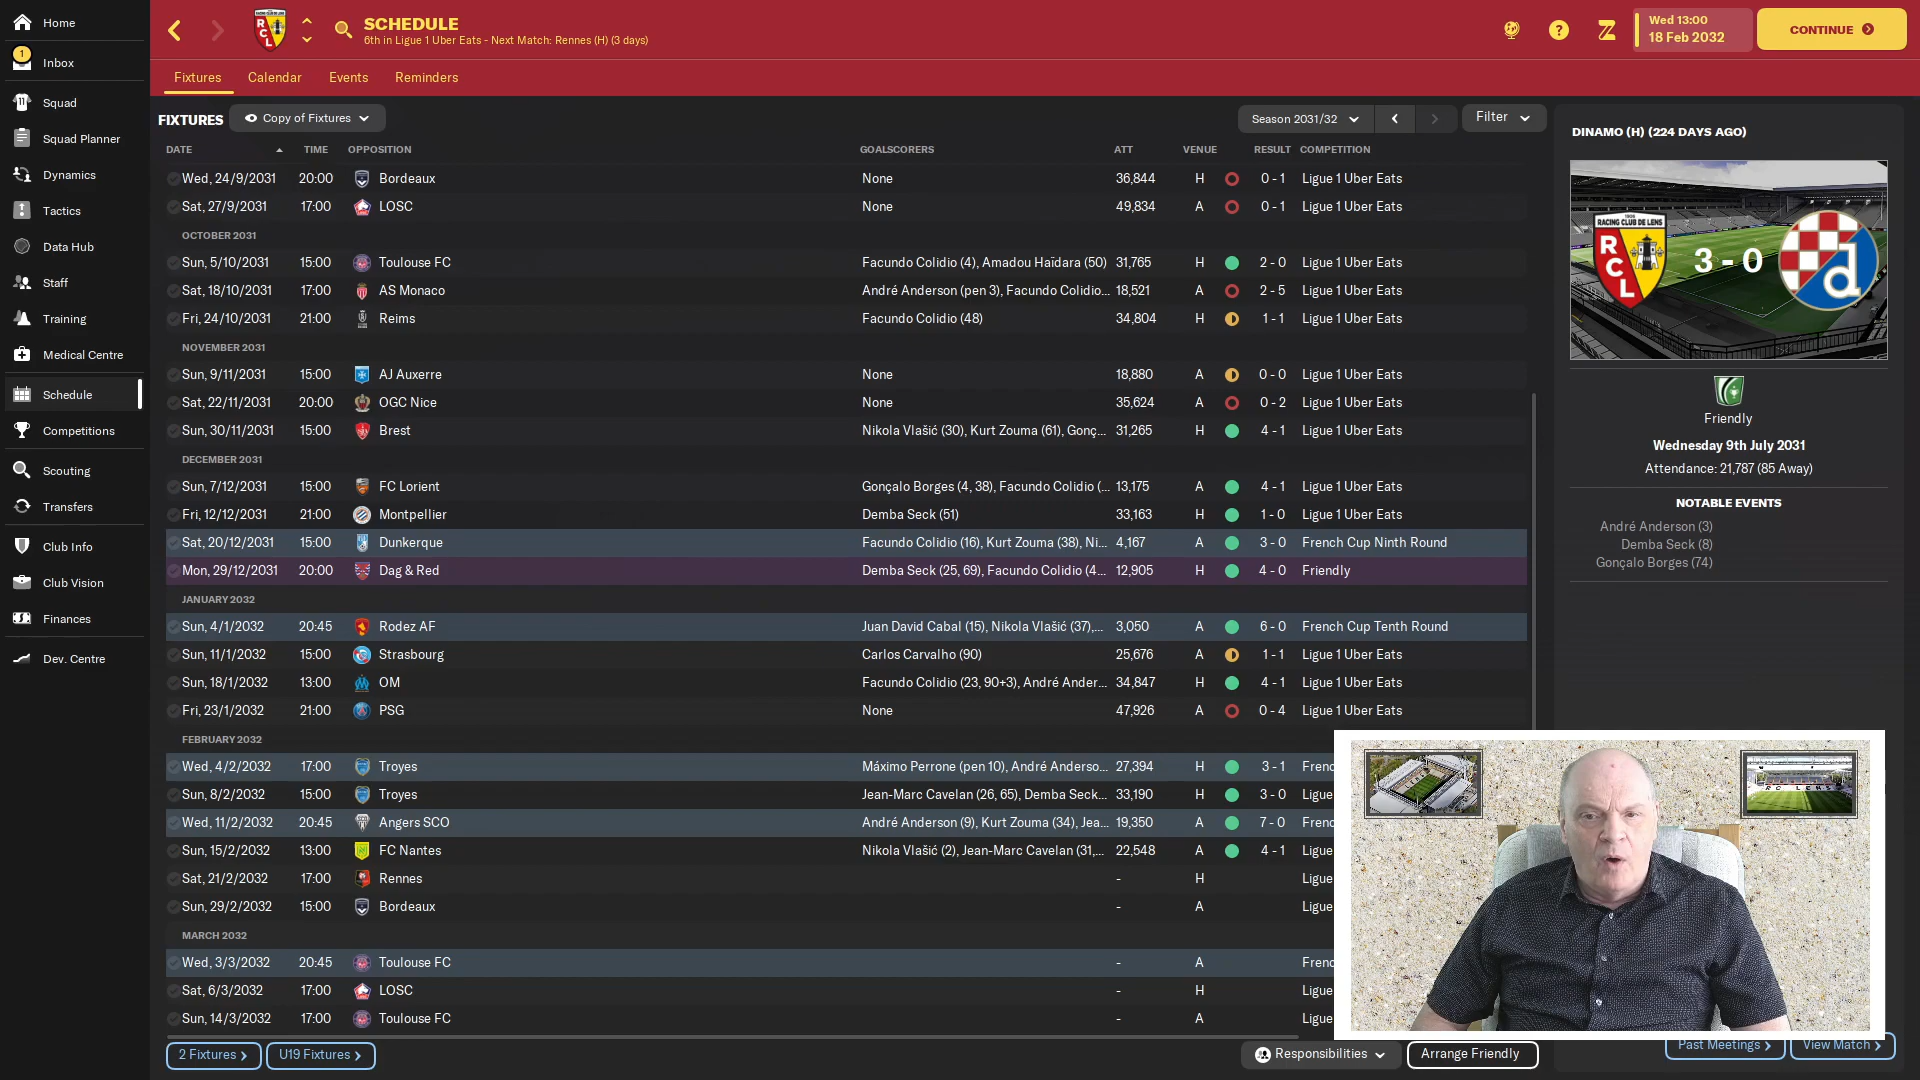 Home
SCHEDULE
6th in Ligue 1 Uber Eats - Next Match: Rennes (H) (3 days)
Wed 13:00
18 Feb 2032
CONTINUE
1
Inbox
Squad
Squad Planner
Dynamics
Tactics
Data Hub
Staff
Training
Medical Centre
Schedule
Competitions
Scouting
Transfers
Club Info
Club Vision
Finances
Dev. Centre
Fixtures Calendar Events Reminders
FIXTURES Copy of Fixtures Season 2031/32 Filter
DATE TIME OPPOSITION GOALSCORERS ATT VENUE RESULT COMPETITION
Wed, 24/9/2031 20:00 Bordeaux None 36,844 H 0 - 1 Ligue 1 Uber Eats
Sat, 27/9/2031 17:00 LOSC None 49,834 A 0 - 1 Ligue 1 Uber Eats
OCTOBER 2031
Sun, 5/10/2031 15:00 Toulouse FC Facundo Colidio (4), Amadou Haïdara (50) 31,765 H 2 - 0 Ligue 1 Uber Eats
Sat, 18/10/2031 17:00 AS Monaco André Anderson (pen 3), Facundo Colidio... 18,521 A 2 - 5 Ligue 1 Uber Eats
Fri, 24/10/2031 21:00 Reims Facundo Colidio (48) 34,804 H 1 - 1 Ligue 1 Uber Eats
NOVEMBER 2031
Sun, 9/11/2031 15:00 AJ Auxerre None 18,880 A 0 - 0 Ligue 1 Uber Eats
Sat, 22/11/2031 20:00 OGC Nice None 35,624 A 0 - 2 Ligue 1 Uber Eats
Sun, 30/11/2031 15:00 Brest Nikola Vlašić (30), Kurt Zouma (61), Gonç... 31,265 H 4 - 1 Ligue 1 Uber Eats
DECEMBER 2031
Sun, 7/12/2031 15:00 FC Lorient Gonçalo Borges (4, 38), Facundo Colidio (... 13,175 A 4 - 1 Ligue 1 Uber Eats
Fri, 12/12/2031 21:00 Montpellier Demba Seck (51) 33,163 H 1 - 0 Ligue 1 Uber Eats
Sat, 20/12/2031 15:00 Dunkerque Facundo Colidio (16), Kurt Zouma (38), Ni... 4,167 A 3 - 0 French Cup Ninth Round
Mon, 29/12/2031 20:00 Dag & Red Demba Seck (25, 69), Facundo Colidio (4... 12,905 H 4 - 0 Friendly
JANUARY 2032
Sun, 4/1/2032 20:45 Rodez AF Juan David Cabal (15), Nikola Vlašić (37),... 3,050 A 6 - 0 French Cup Tenth Round
Sun, 11/1/2032 15:00 Strasbourg Carlos Carvalho (90) 25,676 A 1 - 1 Ligue 1 Uber Eats
Sun, 18/1/2032 13:00 OM Facundo Colidio (23, 90+3), André Ander... 34,847 H 4 - 1 Ligue 1 Uber Eats
Fri, 23/1/2032 21:00 PSG None 47,926 A 0 - 4 Ligue 1 Uber Eats
FEBRUARY 2032
Wed, 4/2/2032 17:00 Troyes Máximo Perrone (pen 10), André Anderso... 27,394 H 3 - 1 Frenc
Sun, 8/2/2032 15:00 Troyes Jean-Marc Cavelan (26, 65), Demba Seck... 33,190 H 3 - 0 Ligue
Wed, 11/2/2032 20:45 Angers SCO André Anderson (9), Kurt Zouma (34), Jea... 19,350 A 7 - 0 Frenc
Sun, 15/2/2032 13:00 FC Nantes Nikola Vlašić (2), Jean-Marc Cavelan (31,... 22,548 A 4 - 1 Ligue
Sat, 21/2/2032 17:00 Rennes - H Ligue
Sun, 29/2/2032 15:00 Bordeaux - A Ligue
MARCH 2032
Wed, 3/3/2032 20:45 Toulouse FC - A Frenc
Sat, 6/3/2032 17:00 LOSC - H Ligue
Sun, 14/3/2032 17:00 Toulouse FC - A Ligue
2 Fixtures U19 Fixtures Responsibilities Arrange Friendly
DINAMO (H) (224 DAYS AGO)
1906
RACING CLUB DE LENS
RCL
3 - 0
d
Friendly
Wednesday 9th July 2031
Attendance: 21,787 (85 Away)
NOTABLE EVENTS
André Anderson (3)
Demba Seck (8)
Gonçalo Borges (74)
RC LENS
Past Meetings View Match